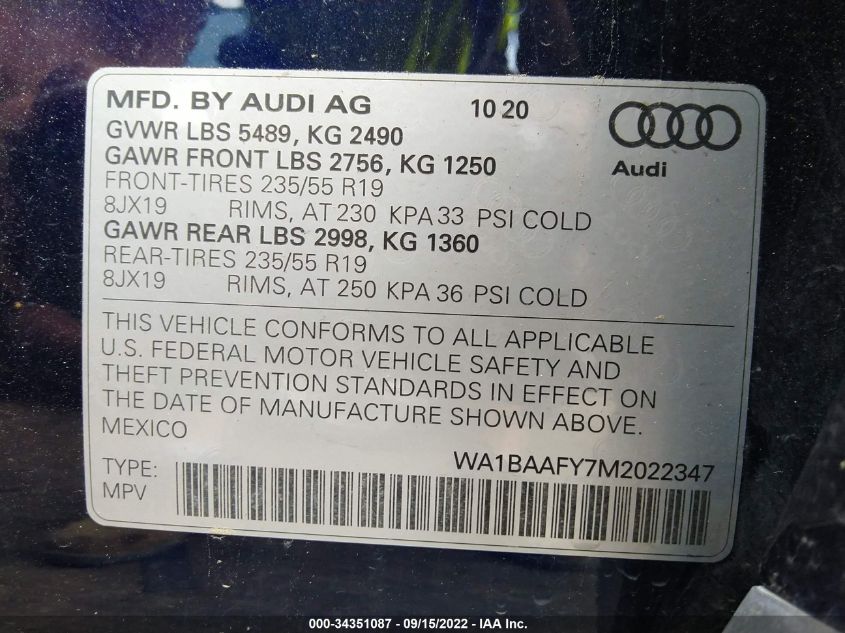 MFD. BY AUDI AG 10 20
GVWR LBS 5489, KG 2490
GAWR FRONT LBS 2756, KG 1250
Audi
FRONT-TIRES 235/55 R19
8JX19 RIMS, AT 230 KPA 33 PSI COLD
GAWR REAR LBS 2998, KG 1360
REAR-TIRES 235/55 R19
8JX19 RIMS, AT 250 KPA 36 PSI COLD
THIS VEHICLE CONFORMS TO ALL APPLICABLE
U.S. FEDERAL MOTOR VEHICLE SAFETY AND
THEFT PREVENTION STANDARDS IN EFFECT ON
THE DATE OF MANUFACTURE SHOWN ABOVE.
MEXICO
WA1BAAFY7M2022347
TYPE:
MPV
000-34351087 - 09/15/2022 - IAA Inc.